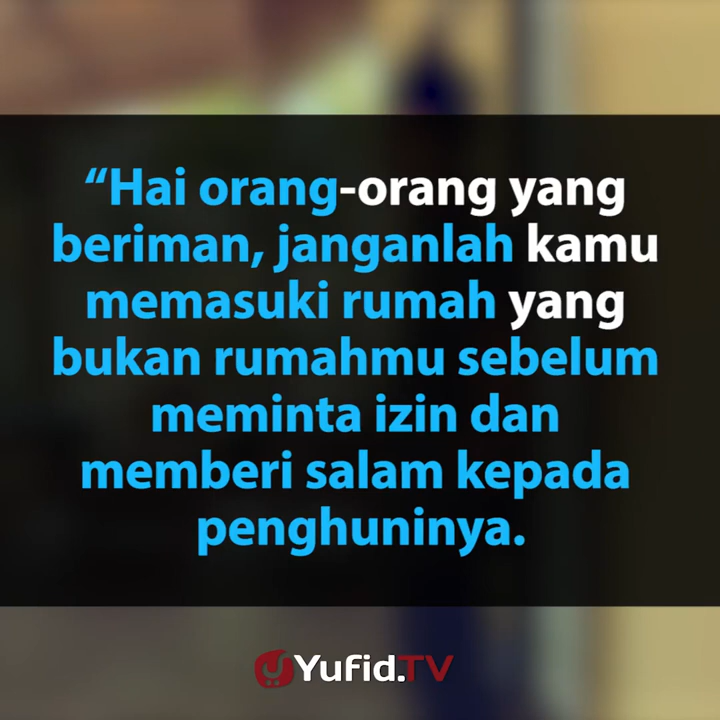 “Hai orang-orang yang
beriman, janganlah kamu
memasuki rumah yang
bukan rumahmu sebelum
meminta izin dan
memberi salam kepada
penghuninya.
Yufid.TV